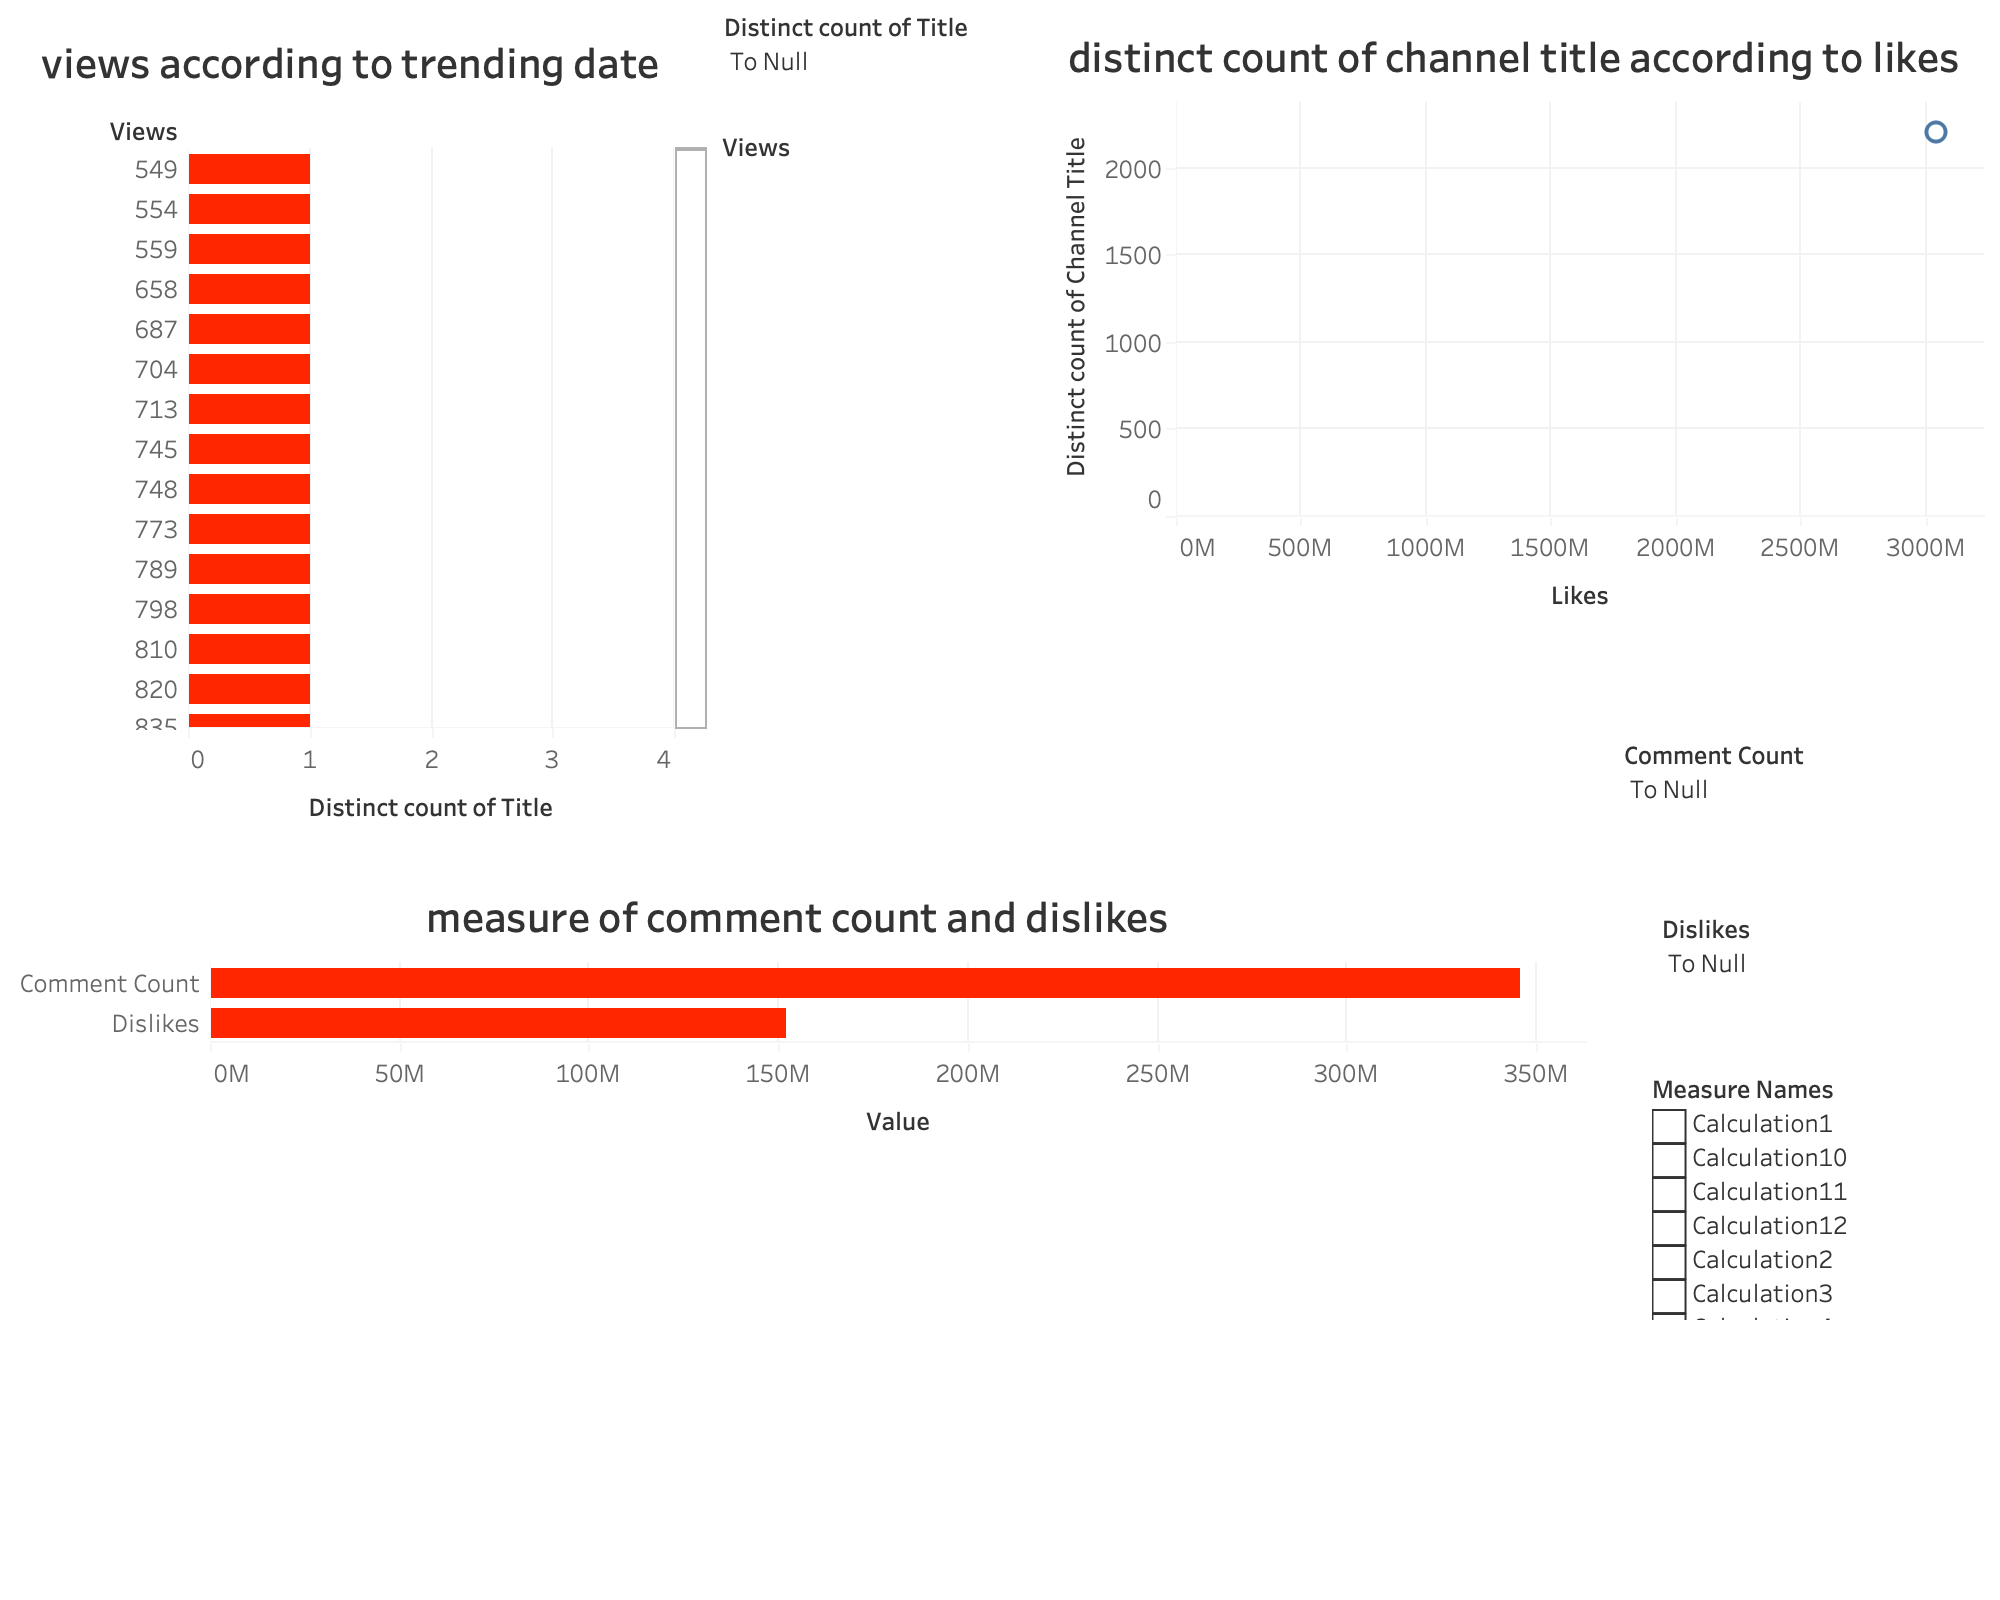 Distinct count of Title
To Null
views according to trending date
Views
549
554
559
658
687
704
713
745
748
773
789
798
810
820
835
0 1 2 3 4
Distinct count of Title
Views
distinct count of channel title according to likes
Distinct count of Channel Title
2000
1500
1000
500
0
0M 500M 1000M 1500M 2000M 2500M 3000M
Likes
Comment Count
To Null
measure of comment count and dislikes
Comment Count
Dislikes
0M 50M 100M 150M 200M 250M 300M 350M
Value
Dislikes
To Null
Measure Names
Calculation1
Calculation10
Calculation11
Calculation12
Calculation2
Calculation3